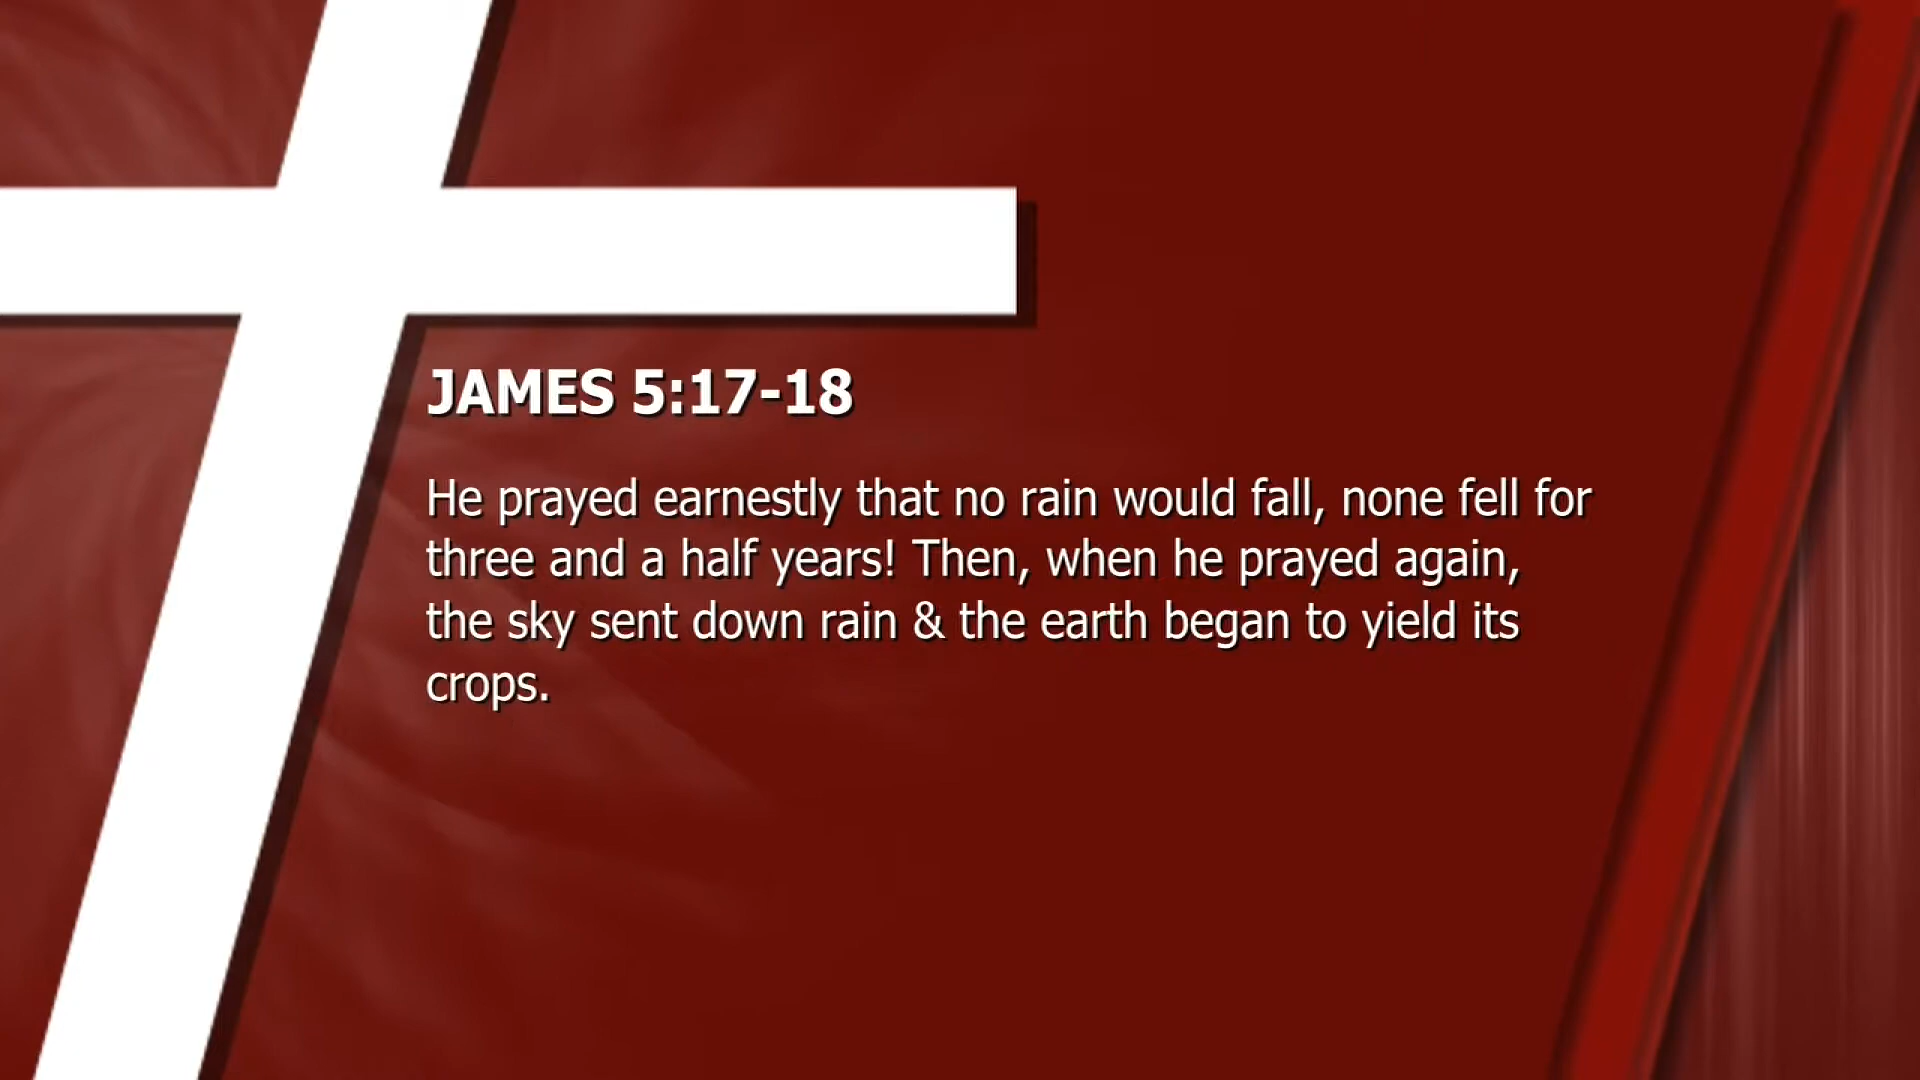 JAMES 5:17-18
He prayed earnestly that no rain would fall, none fell for
three and a half years! Then, when he prayed again,
the sky sent down rain & the earth began to yield its
crops.